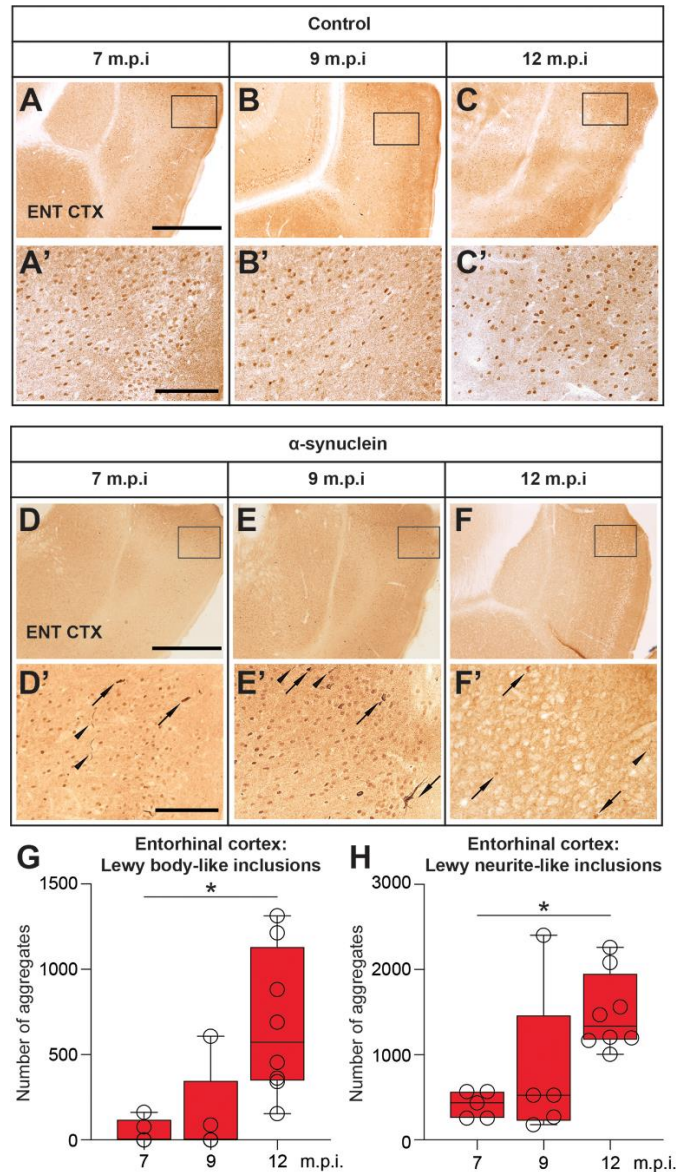 Control
7 m.p.i 9 m.p.i 12 m.p.i
A B C
ENT CTX
A' B' C'
α-synuclein
7 m.p.i 9 m.p.i 12 m.p.i
D E F
ENT CTX
D' E' F'
G Entorhinal cortex:
Lewy body-like inclusions
Number of aggregates
1500
*
1000
500
0
7 9 12 m.p.i.
H Entorhinal cortex:
Lewy neurite-like inclusions
Number of aggregates
3000
*
2000
1000
0
7 9 12 m.p.i.